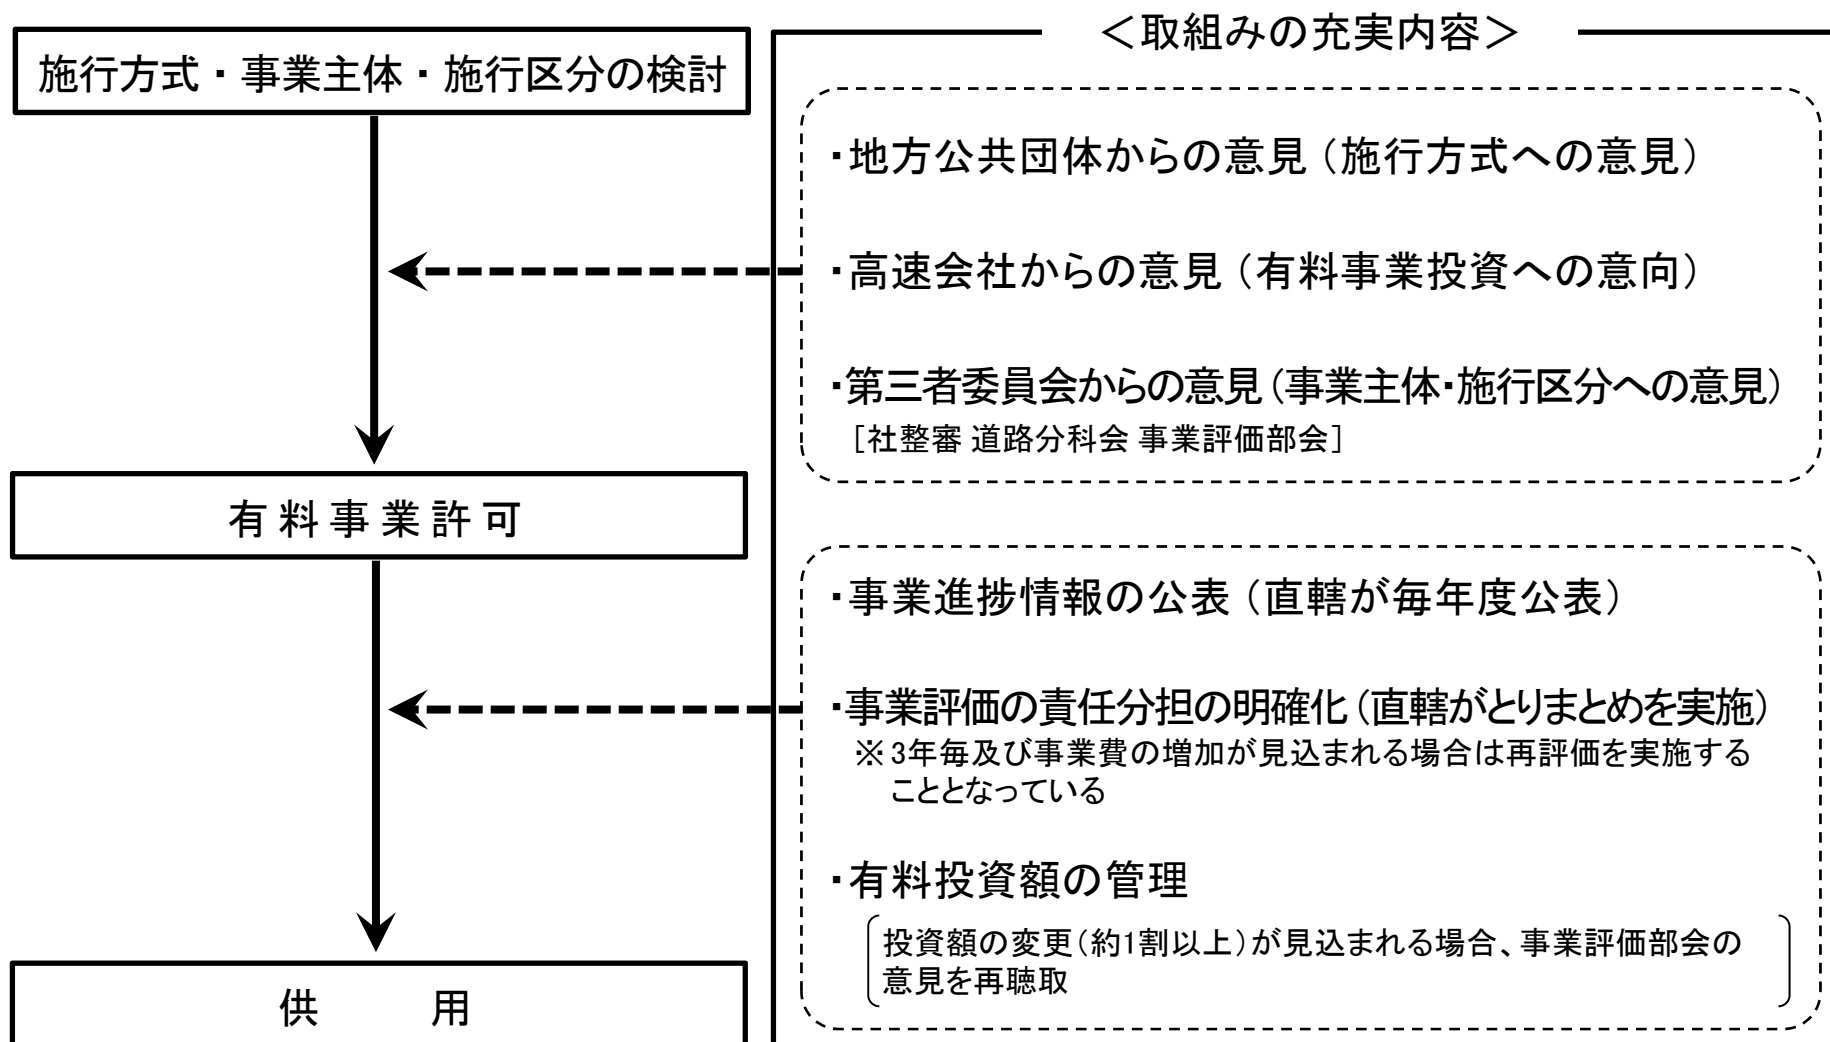 施行方式・事業主体・施行区分の検討
有料事業許可
供　　用
＜取組みの充実内容＞
・地方公共団体からの意見（施行方式への意見）
・高速会社からの意見（有料事業投資への意向）
・第三者委員会からの意見（事業主体・施行区分への意見）
［社整審 道路分科会 事業評価部会］
・事業進捗情報の公表（直轄が毎年度公表）
・事業評価の責任分担の明確化（直轄がとりまとめを実施）
※3年毎及び事業費の増加が見込まれる場合は再評価を実施する
こととなっている
・有料投資額の管理
投資額の変更（約1割以上）が見込まれる場合、事業評価部会の
意見を再聴取